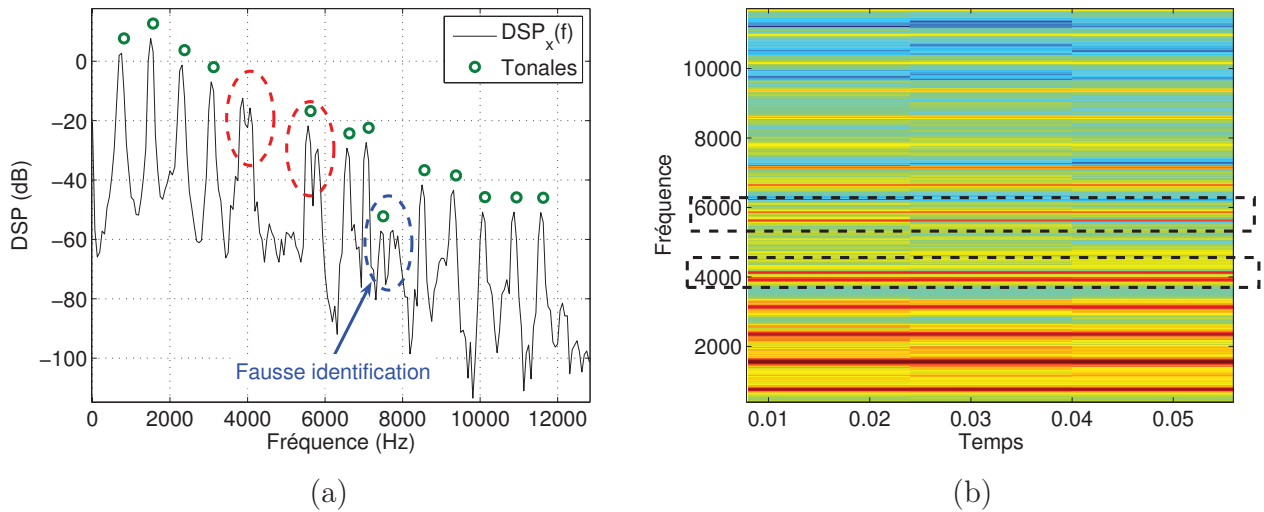 DSP_x(f)
Tonales
DSP (dB)
0
−20
−40
−60
−80
−100
Fausse identification
0 2000 4000 6000 8000 10000 12000
Fréquence (Hz)
(a)
Fréquence
10000
8000
6000
4000
2000
0.01 0.02 0.03 0.04 0.05
Temps
(b)